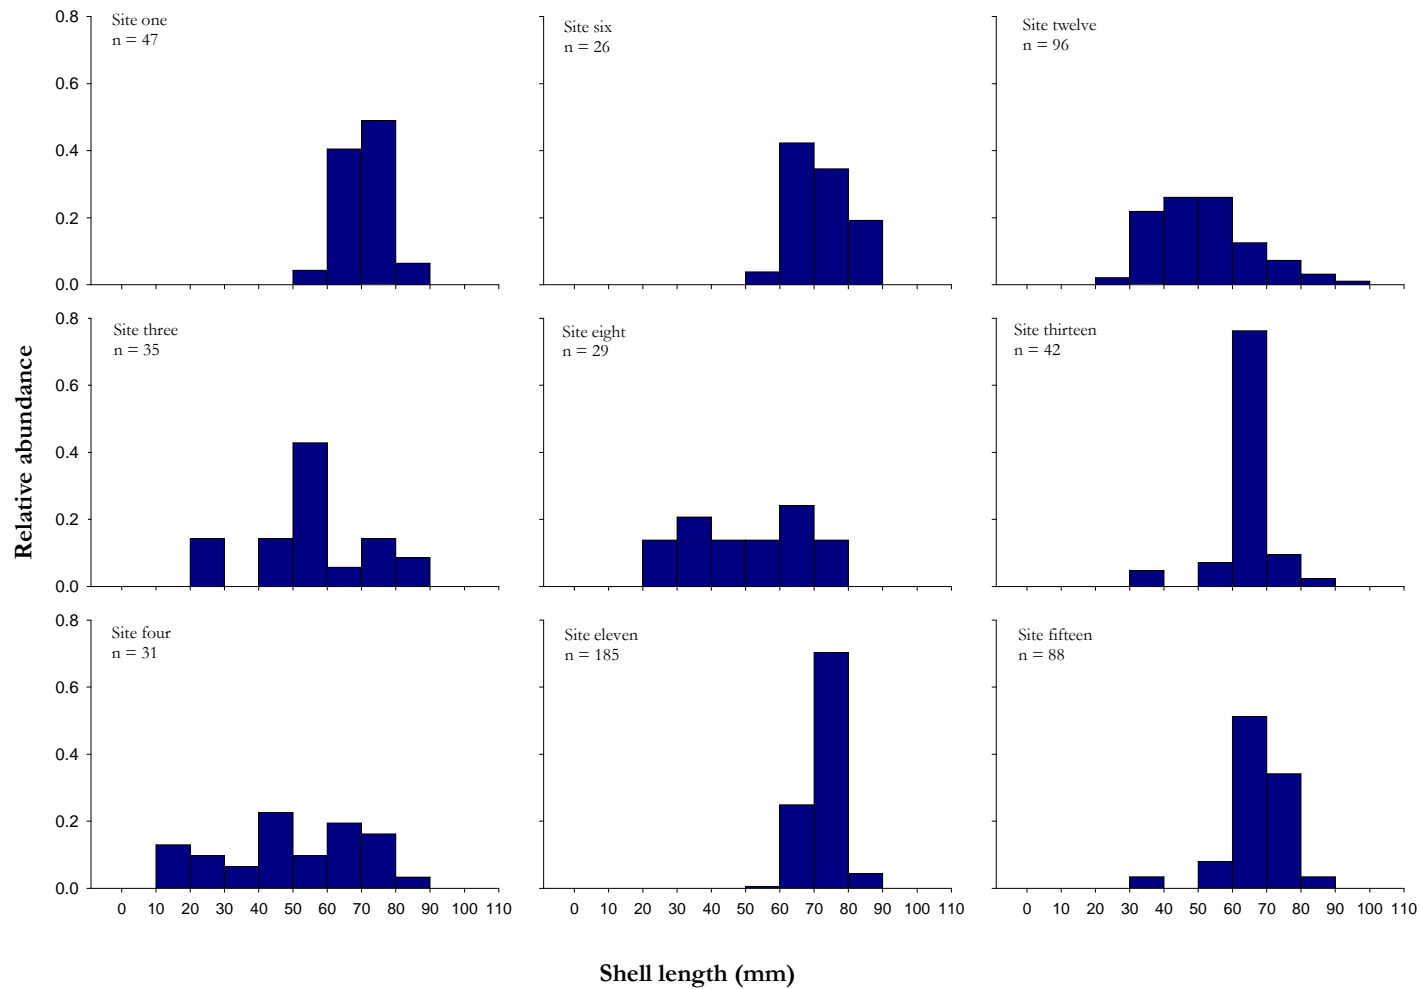 Site one
n = 47
Site six
n = 26
Site twelve
n = 96
0.8
0.6
0.4
0.2
0.0
Site three
n = 35
Site eight
n = 29
Site thirteen
n = 42
0.8
0.6
0.4
0.2
0.0
Site four
n = 31
Site eleven
n = 185
Site fifteen
n = 88
0.8
0.6
0.4
0.2
0.0
Relative abundance
0 10 20 30 40 50 60 70 80 90 100 110
0 10 20 30 40 50 60 70 80 90 100 110
0 10 20 30 40 50 60 70 80 90 100 110
Shell length (mm)